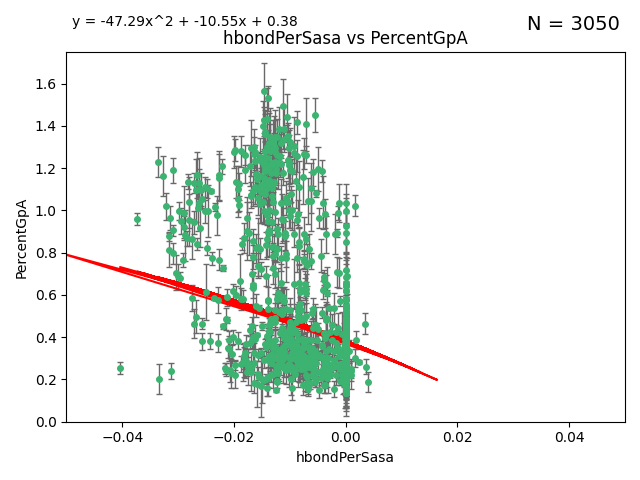 y = -47.29x^2 + -10.55x + 0.38
N = 3050
hbondPerSasa vs PercentGpA
PercentGpA
1.6
1.4
1.2
1.0
0.8
0.6
0.4
0.2
0.0
−0.04 −0.02 0.00 0.02 0.04
hbondPerSasa